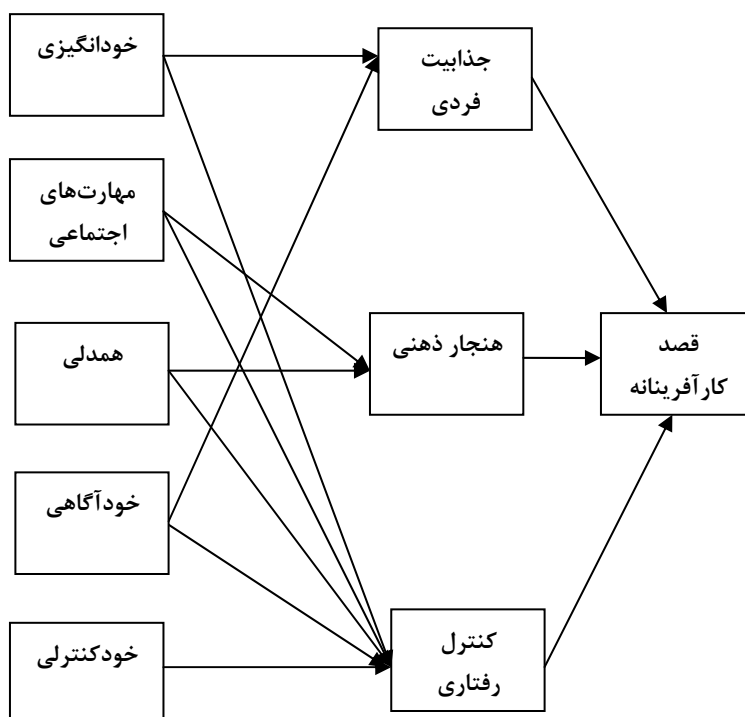 خودانگیزی
مهارت‌های
اجتماعی
همدلی
خودآگاهی
خودکنترلی
جذابیت
فردی
هنجار ذهنی
کنترل
رفتاری
قصد
کارآفرینانه